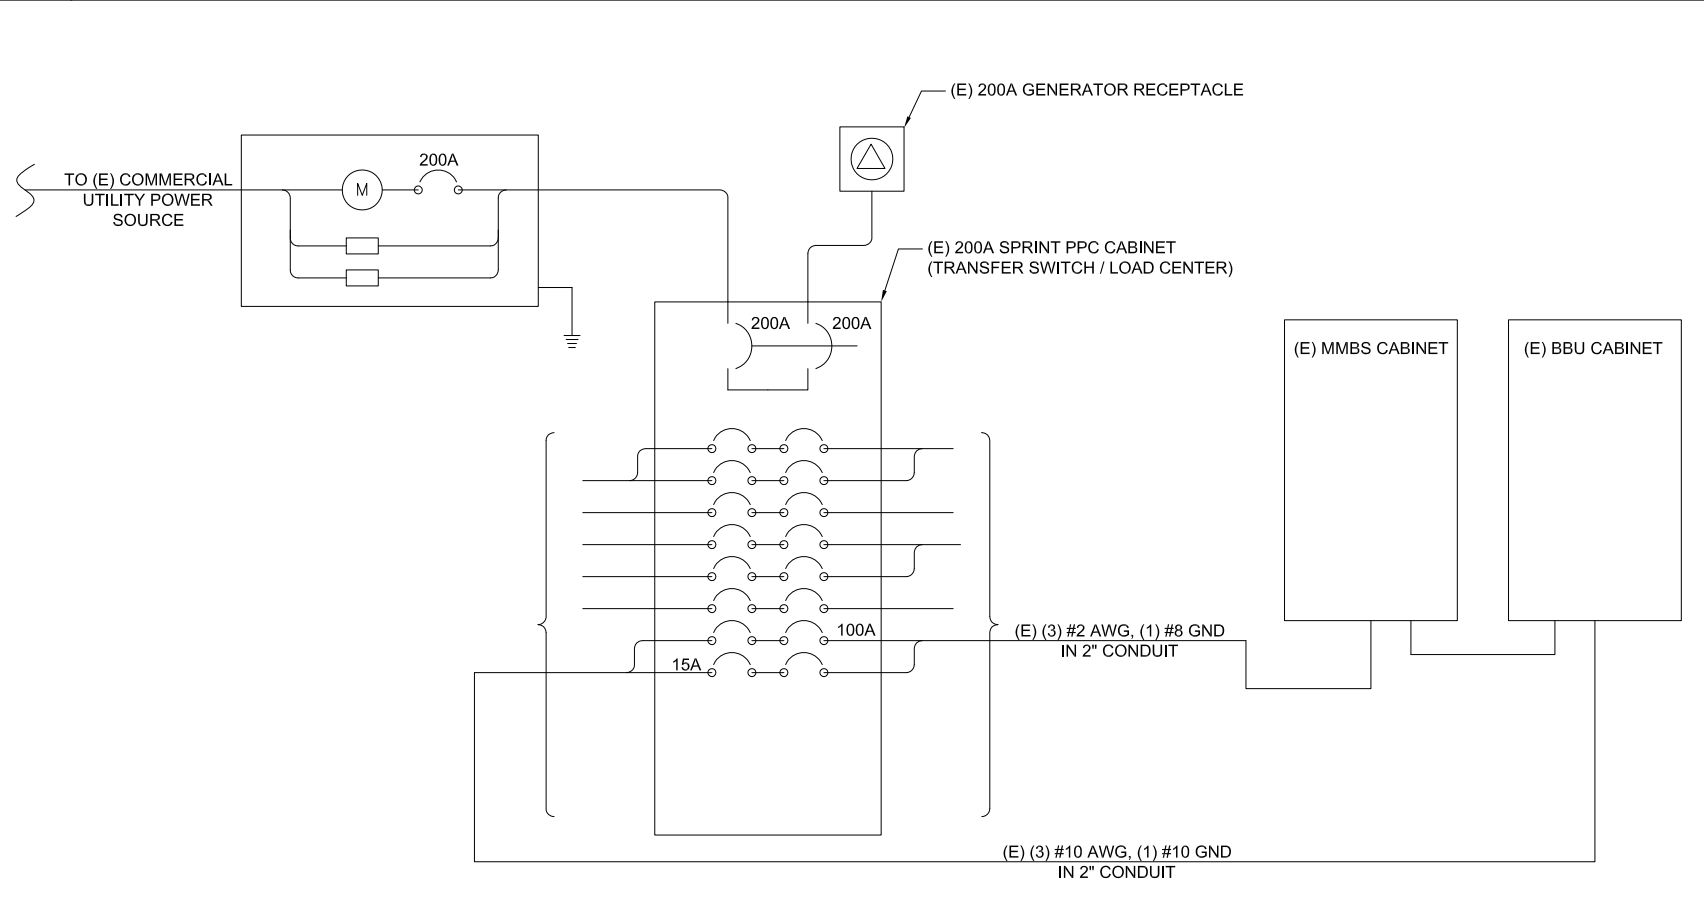 (E) 200A GENERATOR RECEPTACLE
200A
TO (E) COMMERCIAL
UTILITY POWER
SOURCE
M
(E) 200A SPRINT PPC CABINET
(TRANSFER SWITCH / LOAD CENTER)
200A
200A
(E) MMBS CABINET
(E) BBU CABINET
100A
(E) (3) #2 AWG, (1) #8 GND
IN 2" CONDUIT
15A
(E) (3) #10 AWG, (1) #10 GND
IN 2" CONDUIT